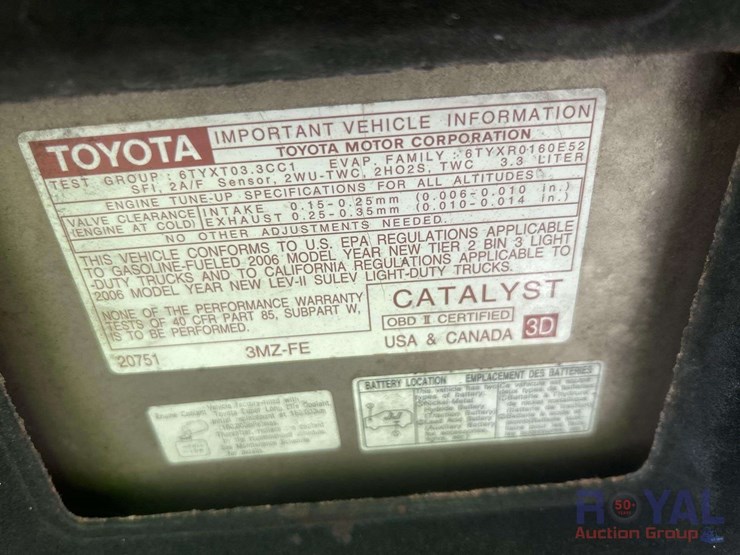 TOYOTA
IMPORTANT VEHICLE INFORMATION
TOYOTA MOTOR CORPORATION
TEST GROUP : 6TYXT03.3CC1 EVAP. FAMILY : 6TYXR0160E52
SFI, 2A/F Sensor, 2WU-TWC, 2HO2S, TWC 3.3 LITER
ENGINE TUNE-UP SPECIFICATIONS FOR ALL ALTITUDES
VALVE CLEARANCE INTAKE 0.15-0.25mm (0.006-0.010 in.)
(ENGINE AT COLD) EXHAUST 0.25-0.35mm (0.010-0.014 in.)
NO OTHER ADJUSTMENTS NEEDED.
THIS VEHICLE CONFORMS TO U.S. EPA REGULATIONS APPLICABLE
TO GASOLINE-FUELED 2006 MODEL YEAR NEW TIER 2 BIN 3 LIGHT
-DUTY TRUCKS AND TO CALIFORNIA REGULATIONS APPLICABLE TO
2006 MODEL YEAR NEW LEV-II SULEV LIGHT-DUTY TRUCKS.
NONE OF THE PERFORMANCE WARRANTY
TESTS OF 40 CFR PART 85, SUBPART W,
IS TO BE PERFORMED.
CATALYST
OBD II CERTIFIED
USA & CANADA 3D
20751 3MZ-FE
BATTERY LOCATION EMPLACEMENT DES BATTERIES
Engine Coolant
ROYAL
50
Auction Group